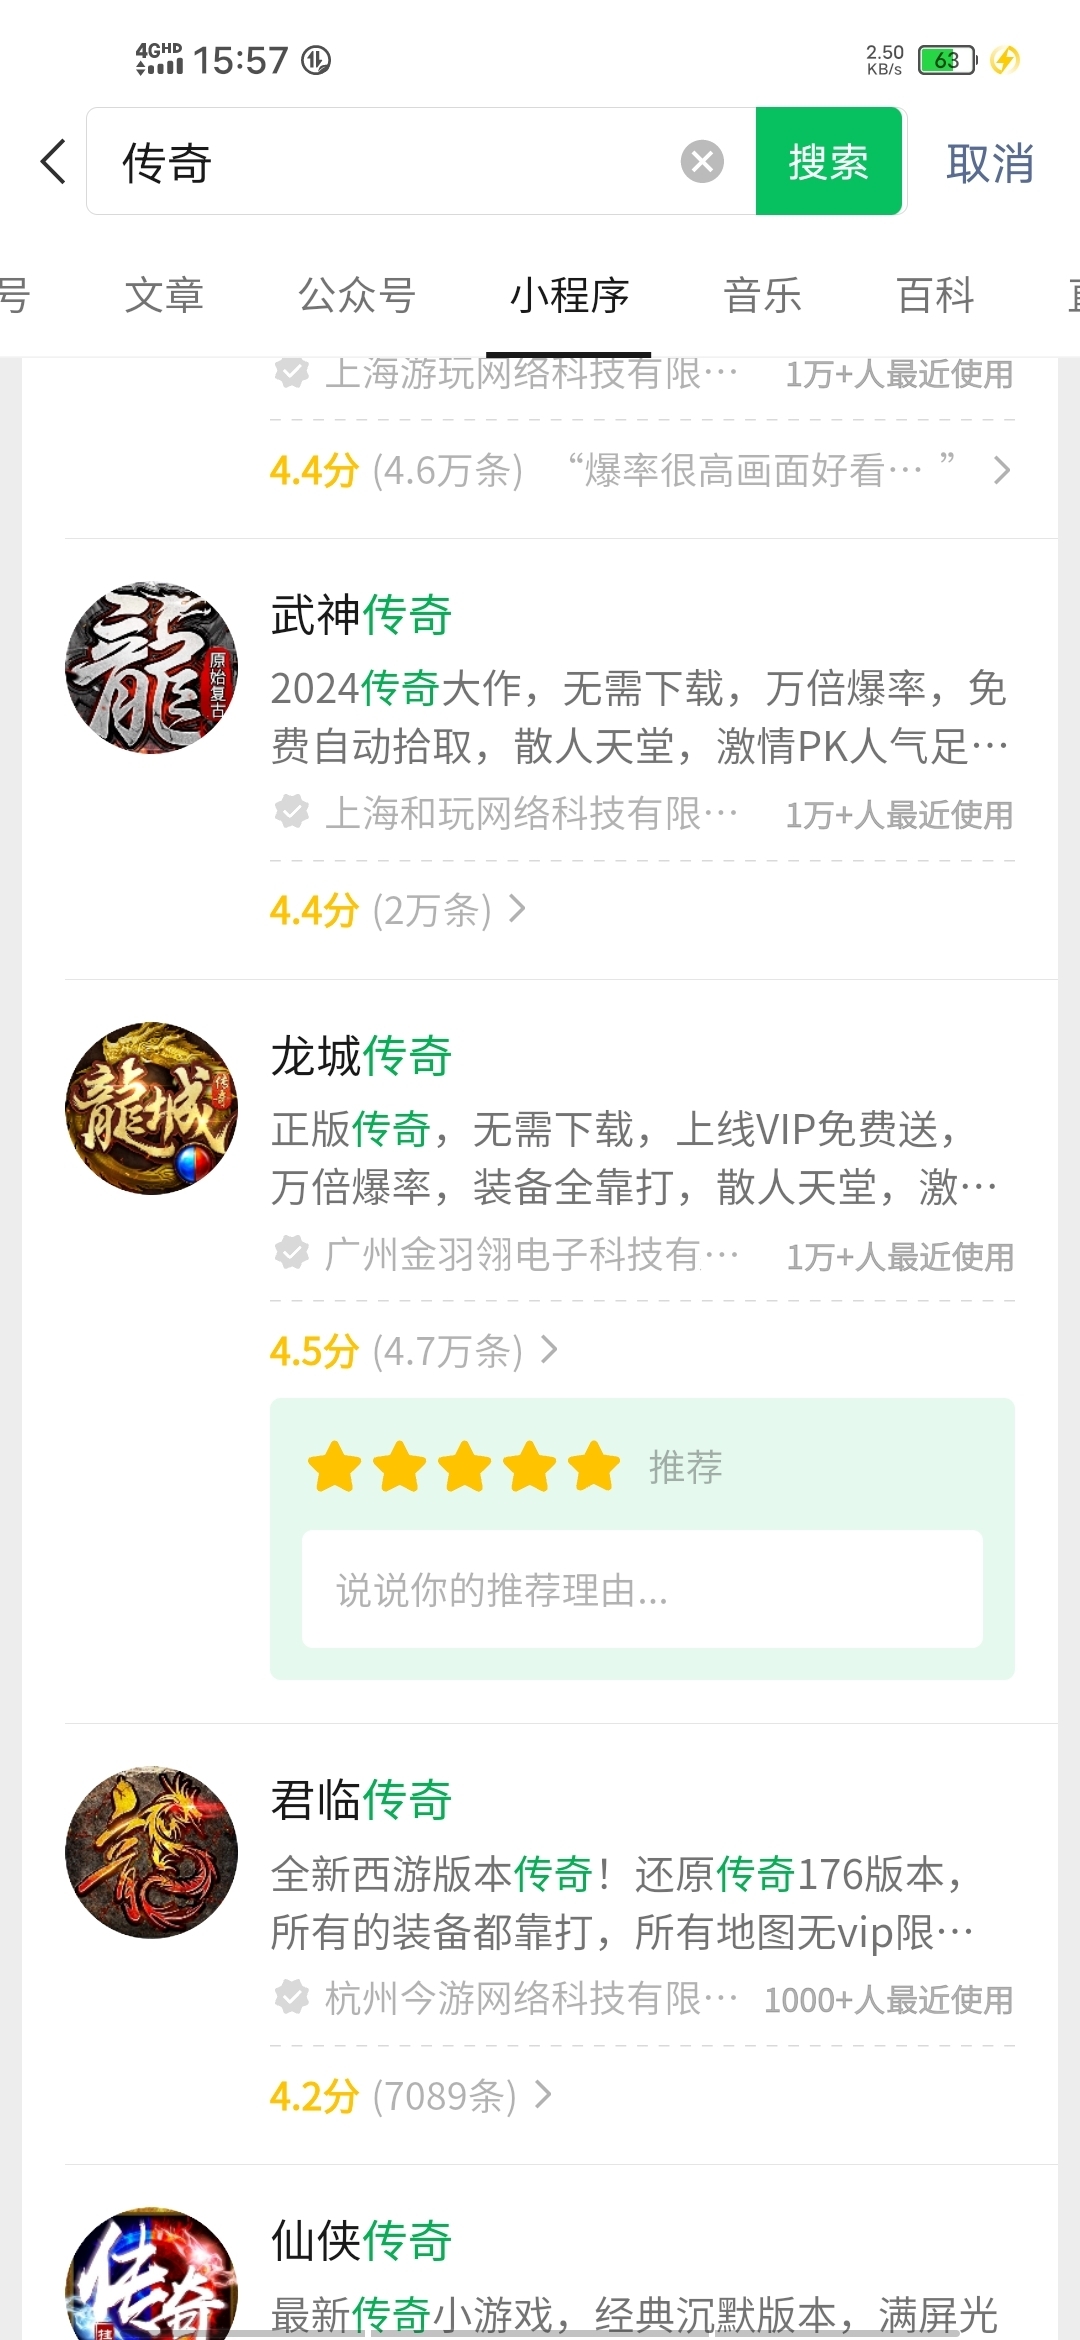 4GHD 15:57
2.50 KB/s 63
传奇 搜索 取消
号 文章 公众号 小程序 音乐 百科
上海游玩网络科技有限… 1万+人最近使用
4.4分 (4.6万条) “爆率很高画面好看… ”
龍
原始复古
武神传奇
2024传奇大作，无需下载，万倍爆率，免
费自动拾取，散人天堂，激情PK人气足…
上海和玩网络科技有限… 1万+人最近使用
4.4分 (2万条)
龍城
传奇
龙城传奇
正版传奇，无需下载，上线VIP免费送，
万倍爆率，装备全靠打，散人天堂，激…
广州金羽翎电子科技有… 1万+人最近使用
4.5分 (4.7万条)
推荐
说说你的推荐理由...
君临传奇
全新西游版本传奇！还原传奇176版本，
所有的装备都靠打，所有地图无vip限…
杭州今游网络科技有限… 1000+人最近使用
4.2分 (7089条)
传奇
仙侠传奇
最新传奇小游戏，经典沉默版本，满屏光